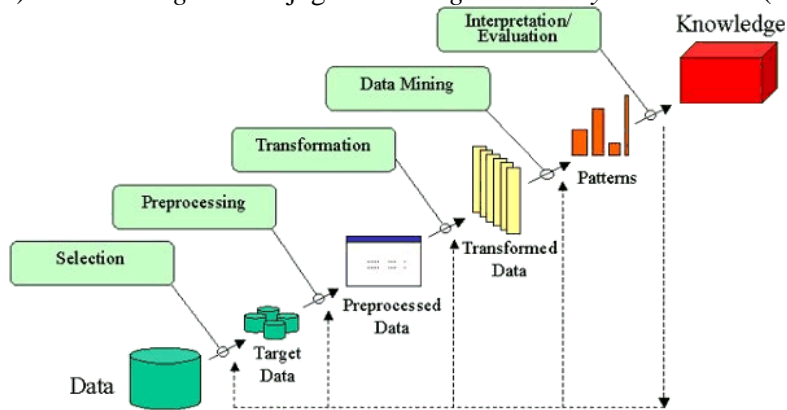 Interpretation/
Evaluation
Knowledge
Data Mining
Transformation
Patterns
Preprocessing
Transformed
Data
Selection
Preprocessed
Data
Target
Data
Data